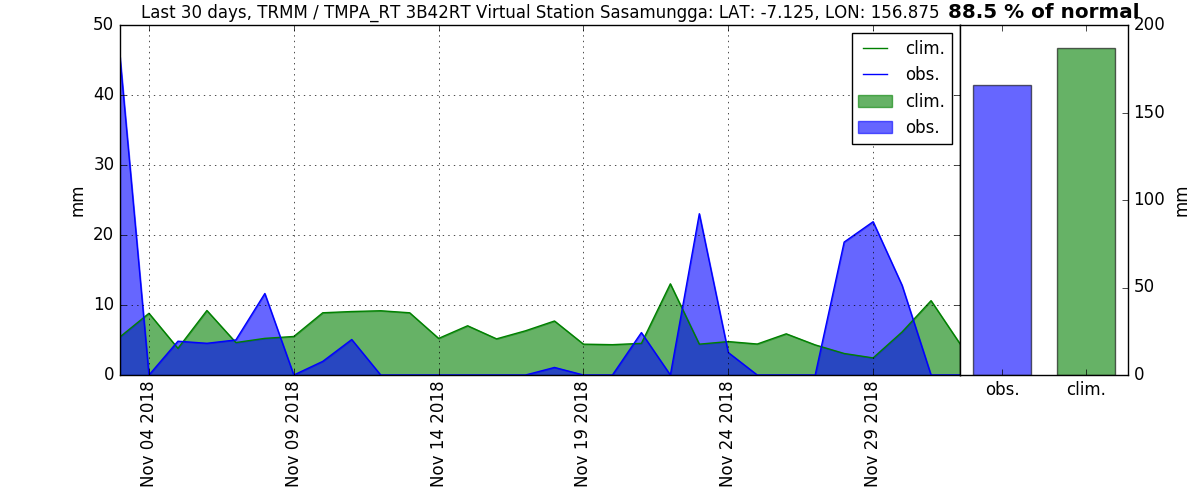 Last 30 days, TRMM / TMPA_RT 3B42RT Virtual Station Sasamungga: LAT: -7.125, LON: 156.875
88.5 % of normal
50
40
30
20
10
0
mm
clim.
obs.
clim.
obs.
Nov 04 2018
Nov 09 2018
Nov 14 2018
Nov 19 2018
Nov 24 2018
Nov 29 2018
200
150
100
50
0
mm
obs.
clim.